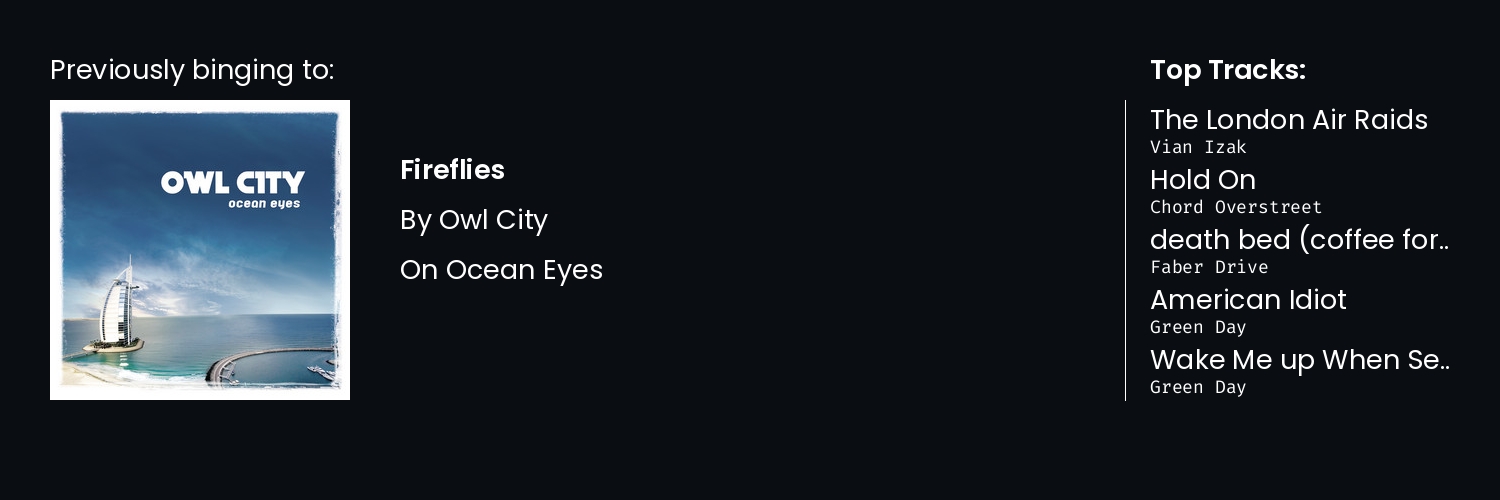 Previously binging to:
OWL CITY
ocean eyes
Fireflies
By Owl City
On Ocean Eyes
Top Tracks:
The London Air Raids
Vian Izak
Hold On
Chord Overstreet
death bed (coffee for..
Faber Drive
American Idiot
Green Day
Wake Me up When Se..
Green Day